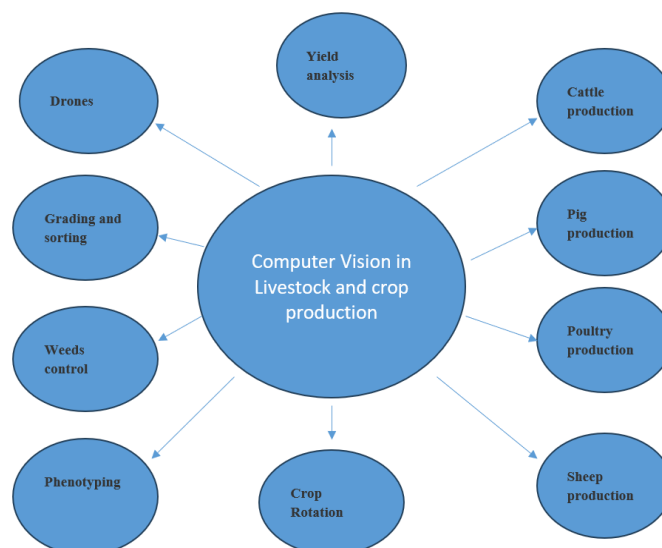 Yield
analysis
Drones
Cattle
production
Grading and
sorting
Pig
production
Computer Vision in
Livestock and crop
production
Weeds
control
Poultry
production
Phenotyping
Crop
Rotation
Sheep
production